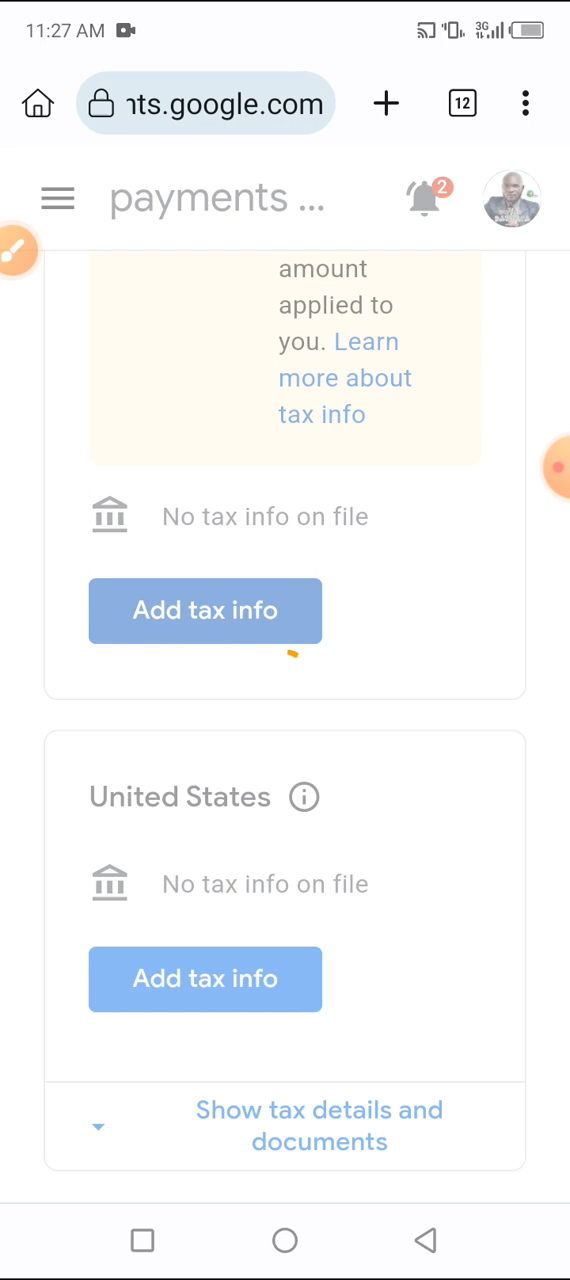 11:27 AM
3G
nts.google.com
12
payments ...
2
amount
applied to
you. Learn
more about
tax info
No tax info on file
Add tax info
United States
No tax info on file
Add tax info
Show tax details and
documents